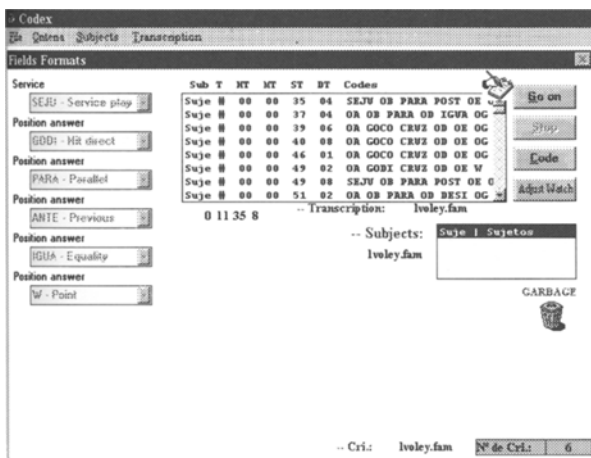 Codex
File Criteria Subjects Transcription
Fields Formats
Service
SEJU - Service play
Position answer
GODI - Hit direct
Position answer
PARA - Parallel
Position answer
ANTE - Previous
Position answer
IGUA - Equality
Position answer
W - Point
Sub T HT MT ST DT Codes
Suje # 00 00 35 04 SEJU OB PARA POST OE
Suje # 00 00 37 04 OA OB PARA OB IGUA OG
Suje # 00 00 39 06 OA GOCO CRUZ OD OE OG
Suje # 00 00 40 08 OA GOCO CRUZ OB OE OG
Suje # 00 00 46 01 OA GOCO CRUZ OB OE OG
Suje # 00 00 49 02 OA GODI CRUZ OB OE W
Suje # 00 00 49 08 SEJU OB PARA POST OE O
Suje # 00 00 51 02 OA OB PARA OB DESI OG
0 11 35 8
-- Transcription: lvoley.fam
-- Subjects:
lvoley.fam
Suje | Sujetos
Go on
Stop
Code
Adjust Watch
GARBAGE
-- Cri.: lvoley.fam
Nº de Cri.: 6